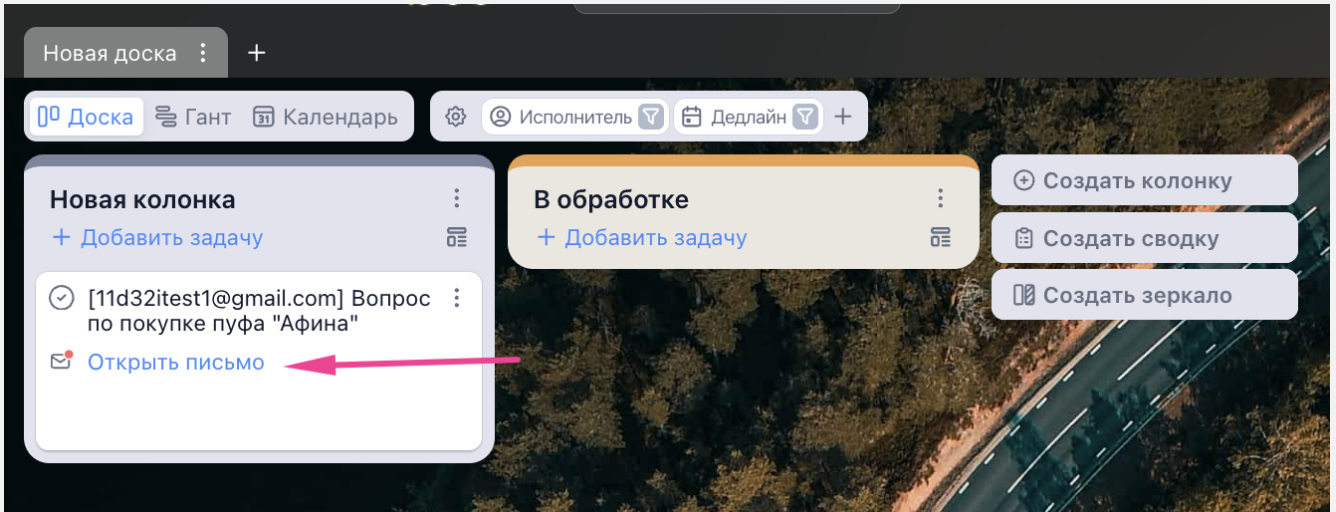 Новая доска
Доска Гант Календарь
Исполнитель Дедлайн
Новая колонка
Добавить задачу
[11d32itest1@gmail.com] Вопрос
по покупке пуфа "Афина"
Открыть письмо
В обработке
Добавить задачу
Создать колонку
Создать сводку
Создать зеркало